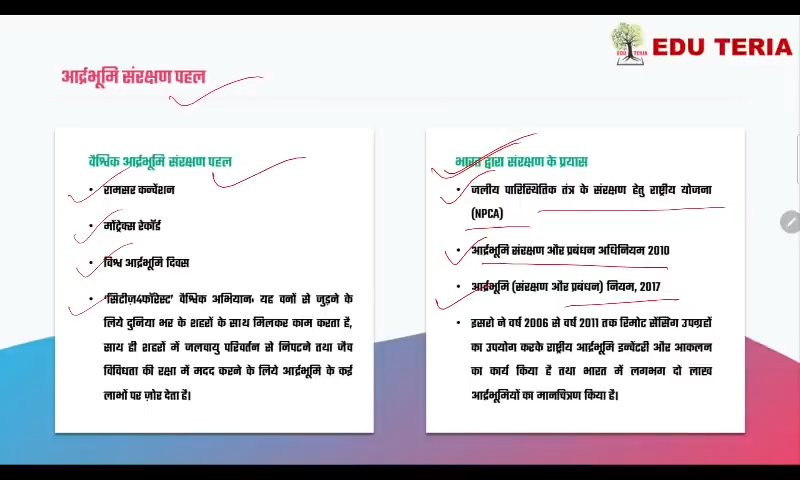 EDU TERIA
आर्द्रभूमि संरक्षण पहल
वैश्विक आर्द्रभूमि संरक्षण पहल
• रामसर कन्वेंशन
• मोंट्रेक्स रेकॉर्ड
• विश्व आर्द्रभूमि दिवस
• ‘सिटीज़4फॉरेस्ट’ वैश्विक अभियान: यह वनों से जुड़ने के
लिये दुनिया भर के शहरों के साथ मिलकर काम करता है,
साथ ही शहरों में जलवायु परिवर्तन से निपटने तथा जैव
विविधता की रक्षा में मदद करने के लिये आर्द्रभूमि के कई
लाभों पर ज़ोर देता है।
भारत द्वारा संरक्षण के प्रयास
• जलीय पारिस्थितिक तंत्र के संरक्षण हेतु राष्ट्रीय योजना
(NPCA)
• आर्द्रभूमि संरक्षण और प्रबंधन अधिनियम 2010
• आर्द्रभूमि (संरक्षण और प्रबंधन) नियम, 2017
• इसरो ने वर्ष 2006 से वर्ष 2011 तक रिमोट सेंसिंग उपग्रहों
का उपयोग करके राष्ट्रीय आर्द्रभूमि इन्वेंटरी और आकलन
का कार्य किया है तथा भारत में लगभग दो लाख
आर्द्रभूमियों का मानचित्रण किया है।